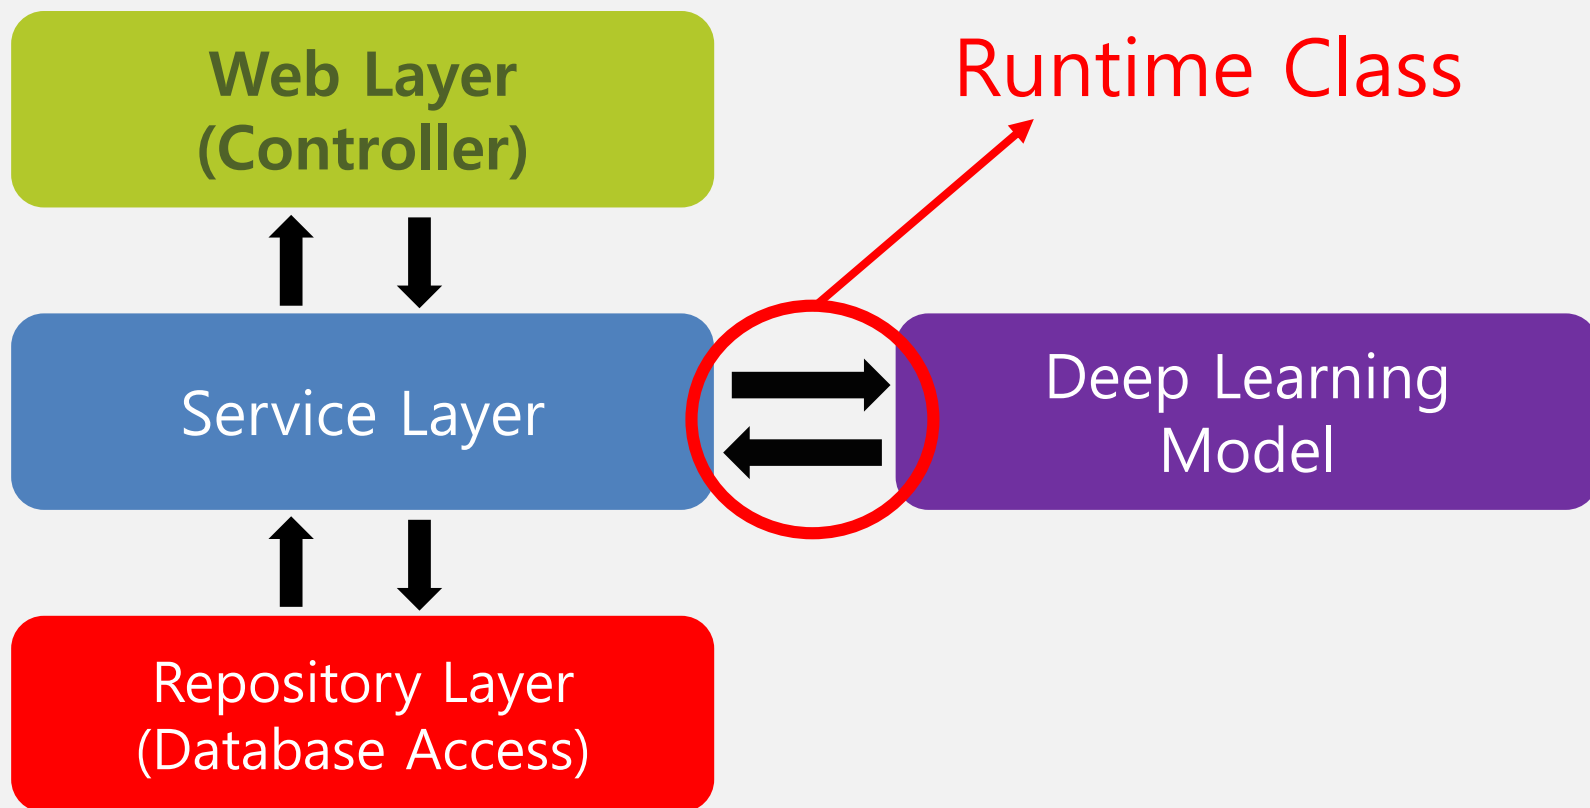 Web Layer
(Controller)
Runtime Class
Service Layer
Deep Learning
Model
Repository Layer
(Database Access)